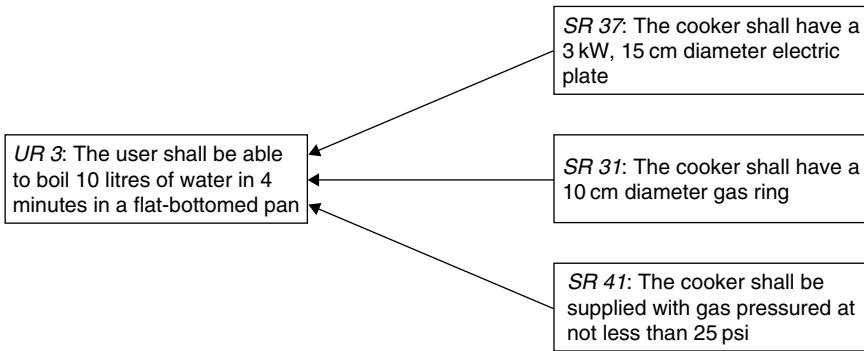 SR 37: The cooker shall have a
3 kW, 15 cm diameter electric
plate
UR 3: The user shall be able
to boil 10 litres of water in 4
minutes in a flat-bottomed pan
SR 31: The cooker shall have a
10 cm diameter gas ring
SR 41: The cooker shall be
supplied with gas pressured at
not less than 25 psi